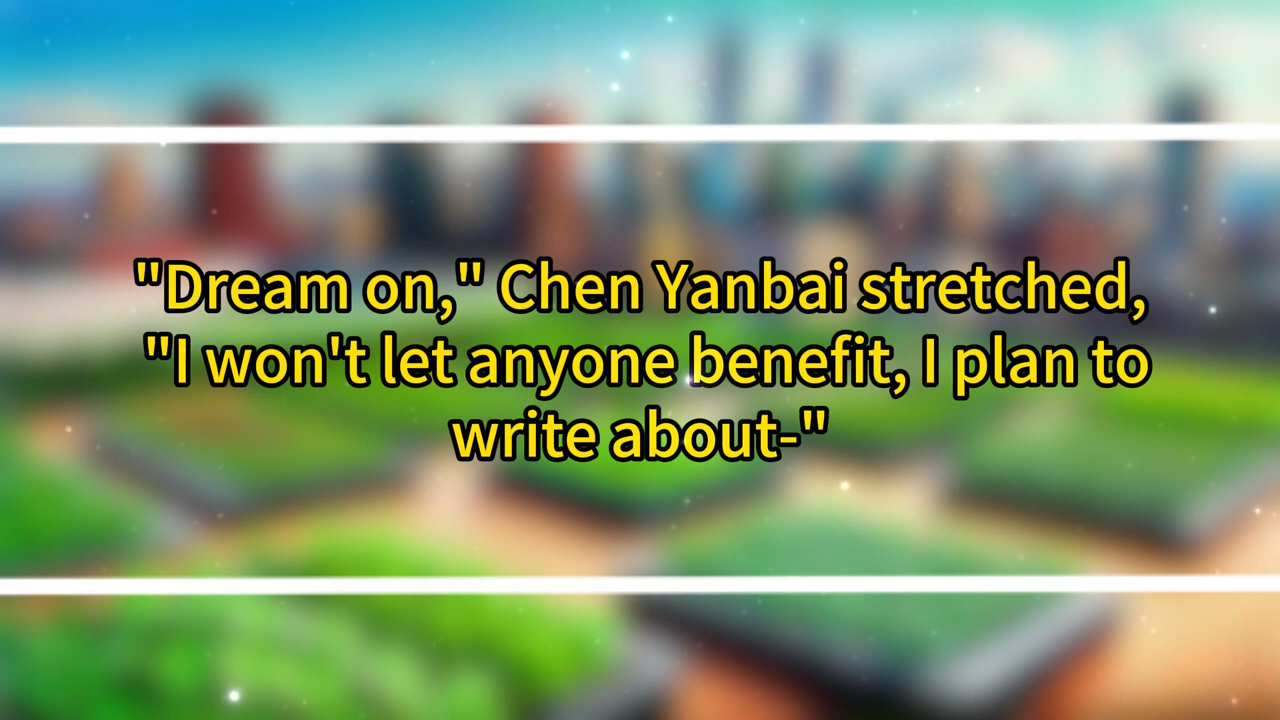 "Dream on," Chen Yanbai stretched,
"I won't let anyone benefit, I plan to
write about-"